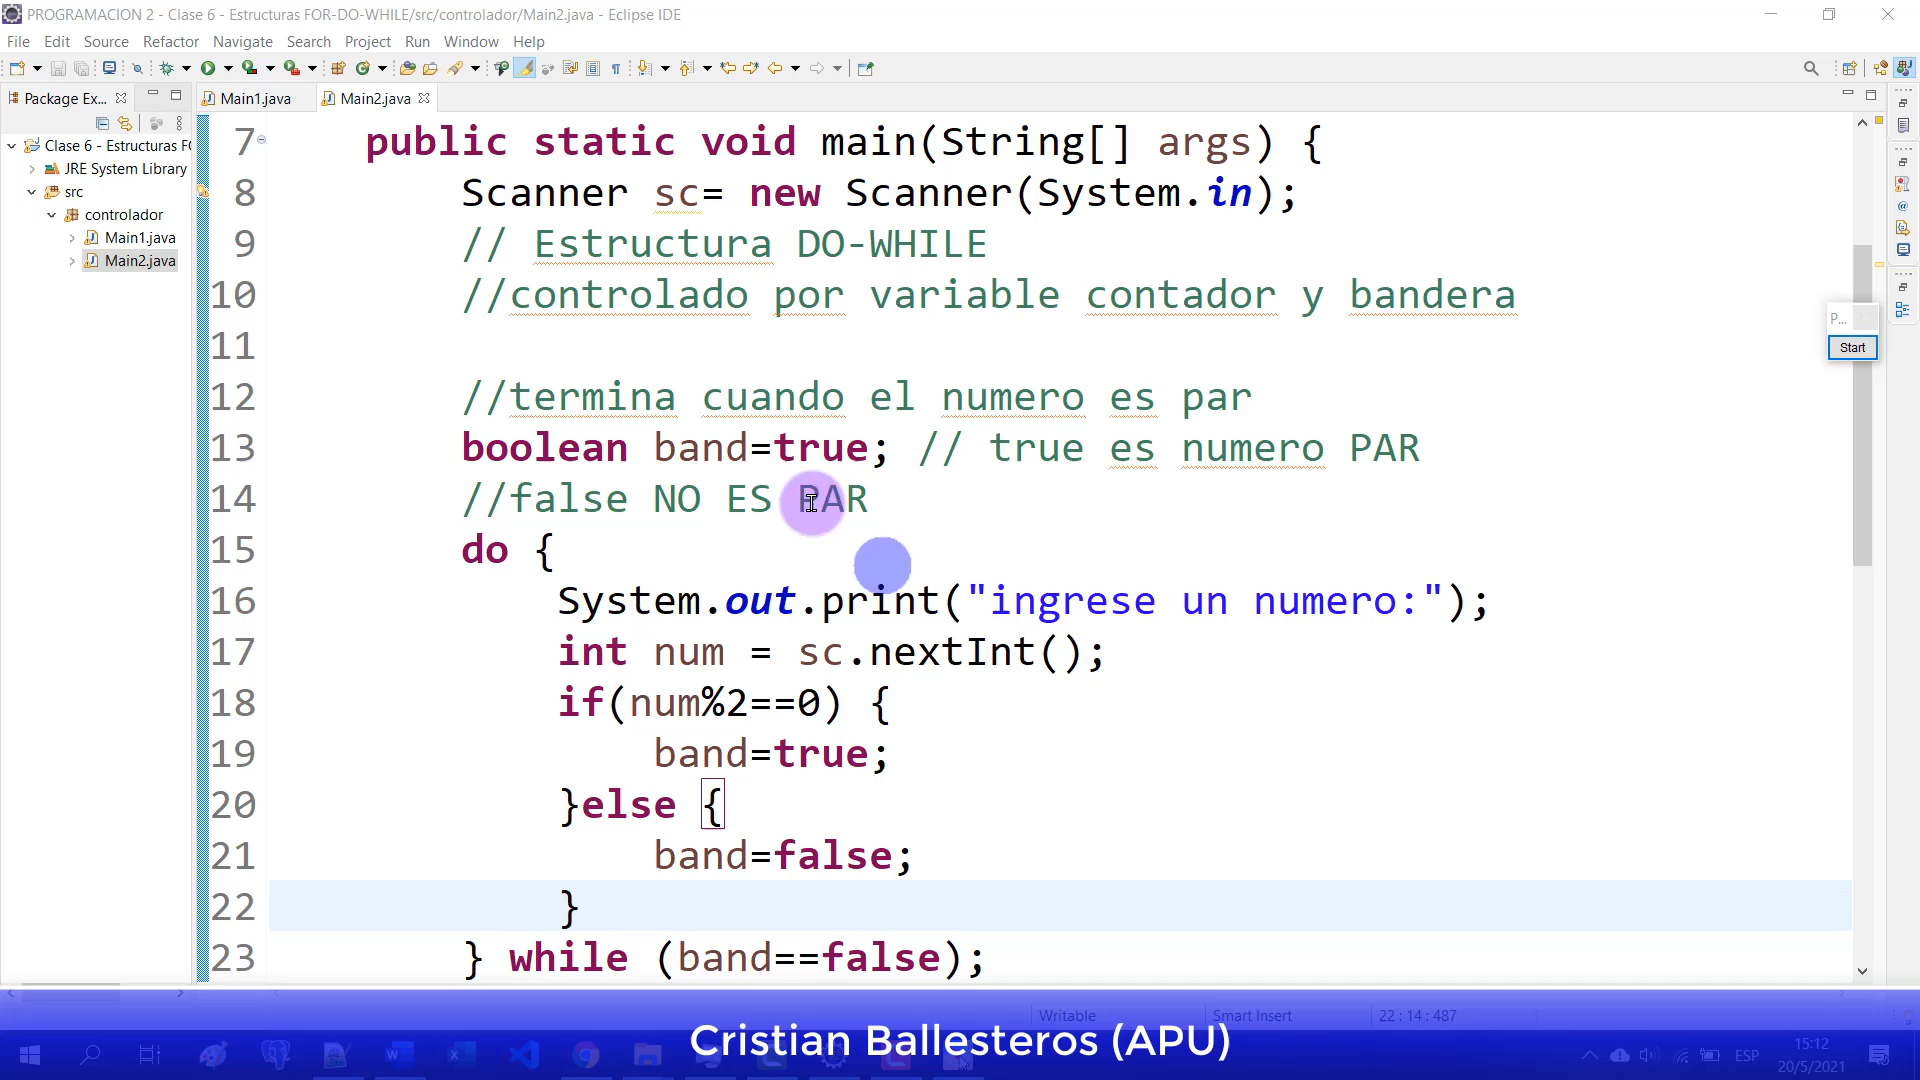 PROGRAMACION 2 - Clase 6 - Estructuras FOR-DO-WHILE/src/controlador/Main2.java - Eclipse IDE
File Edit Source Refactor Navigate Search Project Run Window Help
Package Ex...
Main1.java
Main2.java
Clase 6 - Estructuras FO
JRE System Library
src
controlador
Main1.java
Main2.java
7 public static void main(String[] args) {
8 Scanner sc= new Scanner(System.in);
9 // Estructura DO-WHILE
10 //controlado por variable contador y bandera
11
12 //termina cuando el numero es par
13 boolean band=true; // true es numero PAR
14 //false NO ES PAR
15 do {
16 System.out.print("ingrese un numero:");
17 int num = sc.nextInt();
18 if(num%2==0) {
19 band=true;
20 }else {
21 band=false;
22 }
23 } while (band==false);
P...
Start
Writable Smart Insert 22 : 14 : 487
Cristian Ballesteros (APU)
ESP
15:12
20/5/2021